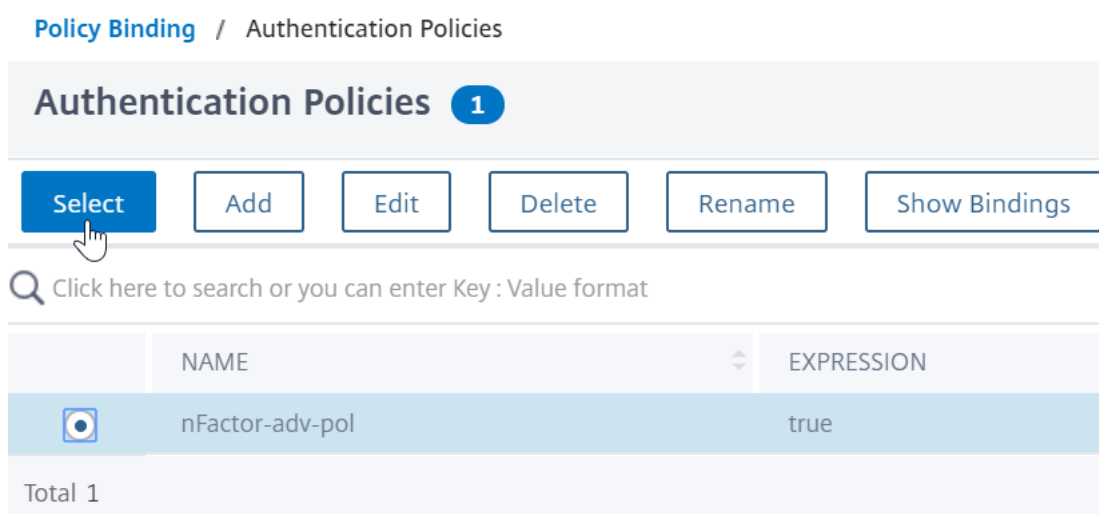 Policy Binding / Authentication Policies
Authentication Policies 1
Select Add Edit Delete Rename Show Bindings
Click here to search or you can enter Key : Value format
NAME EXPRESSION
nFactor-adv-pol true
Total 1